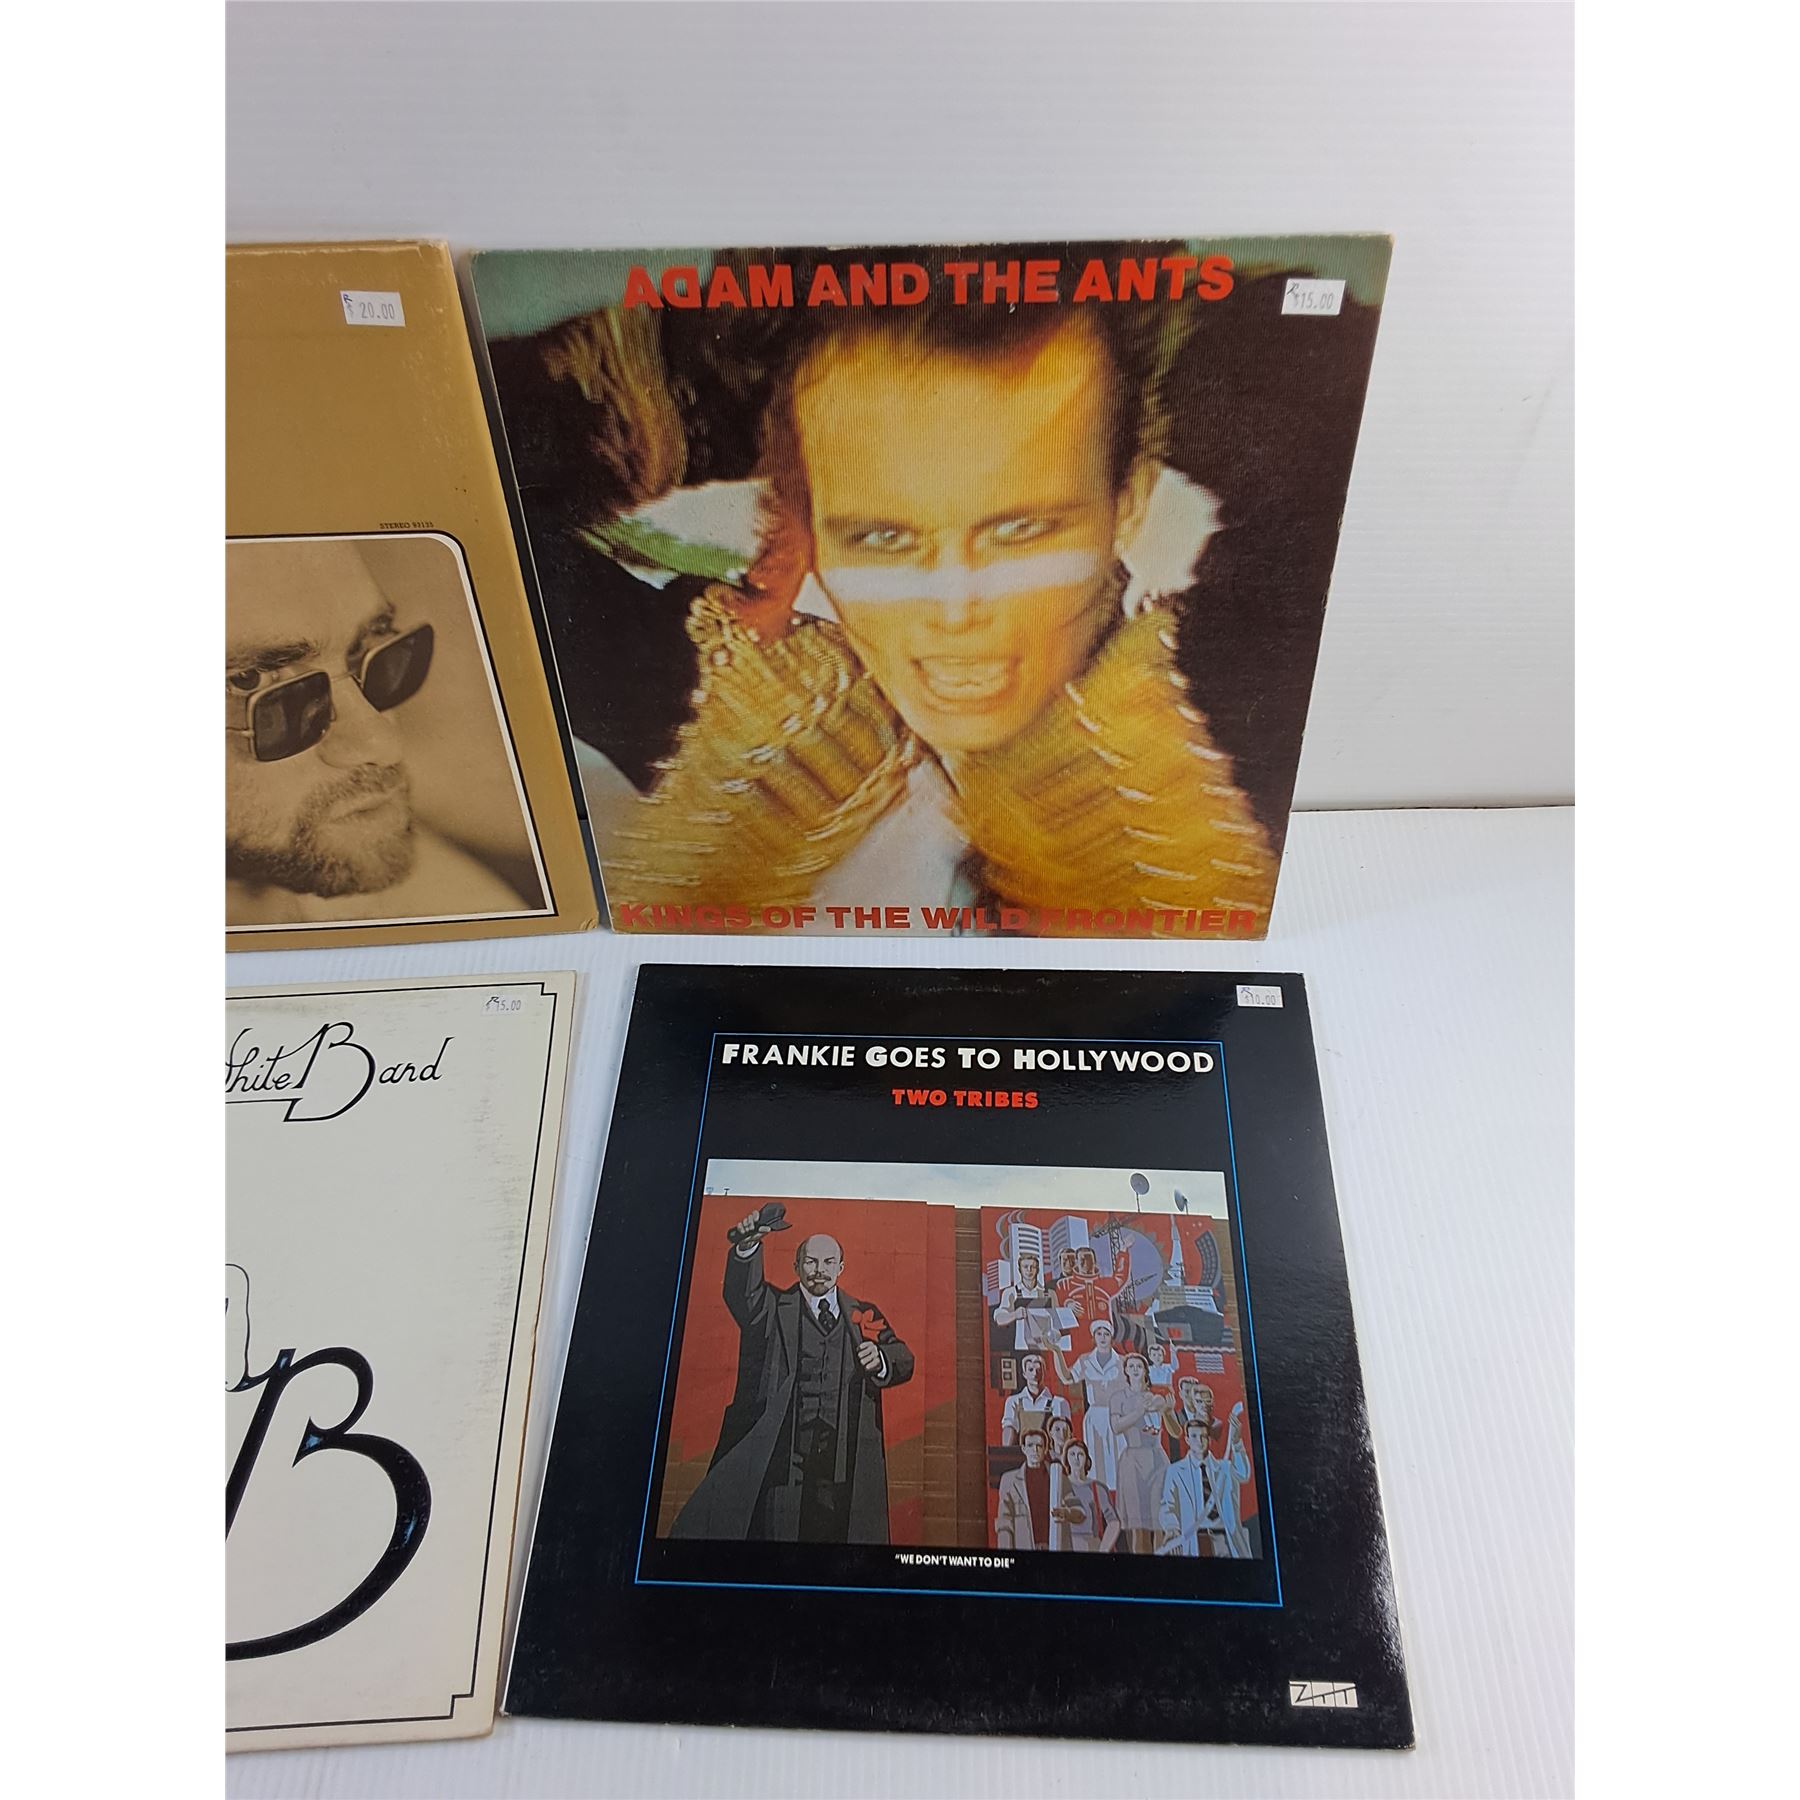 R
$ 20.00
STEREO 93135
ADAM AND THE ANTS
R
$15.00
KINGS OF THE WILD FRONTIER
White Band
R
$15.00
B
FRANKIE GOES TO HOLLYWOOD
TWO TRIBES
R
$10.00
"WE DON'T WANT TO DIE"
ZTT